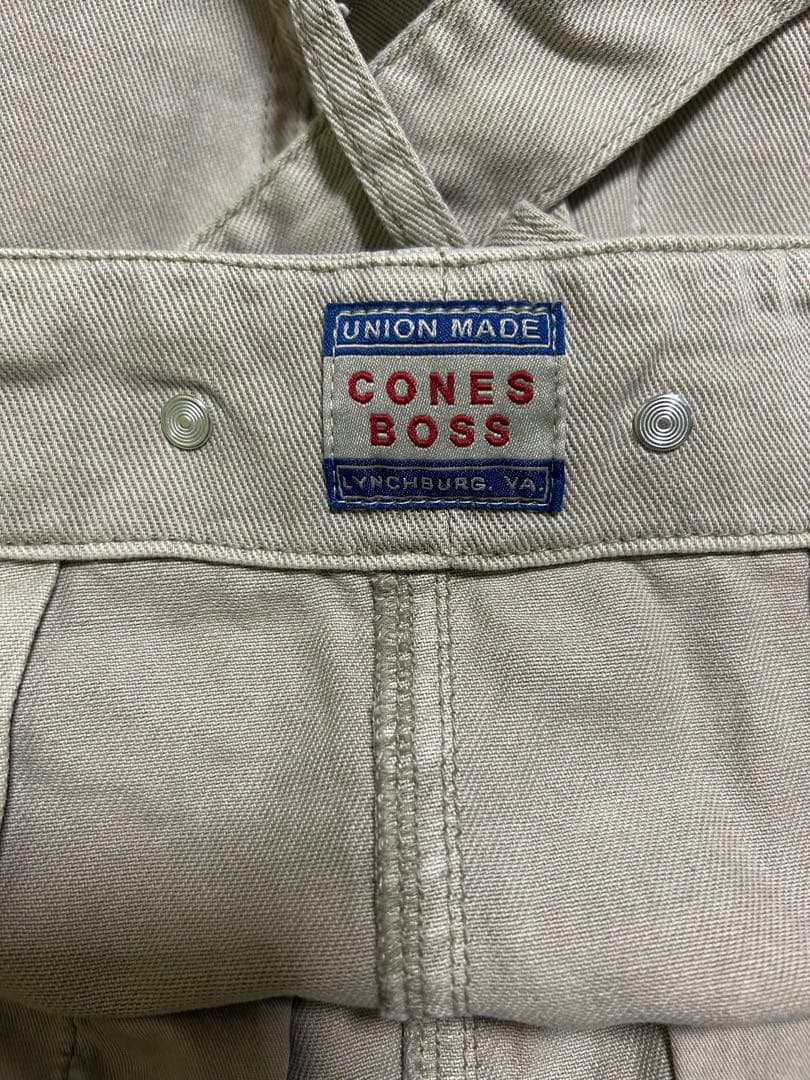 UNION MADE
CONES
BOSS
LYNCHBURG. VA.